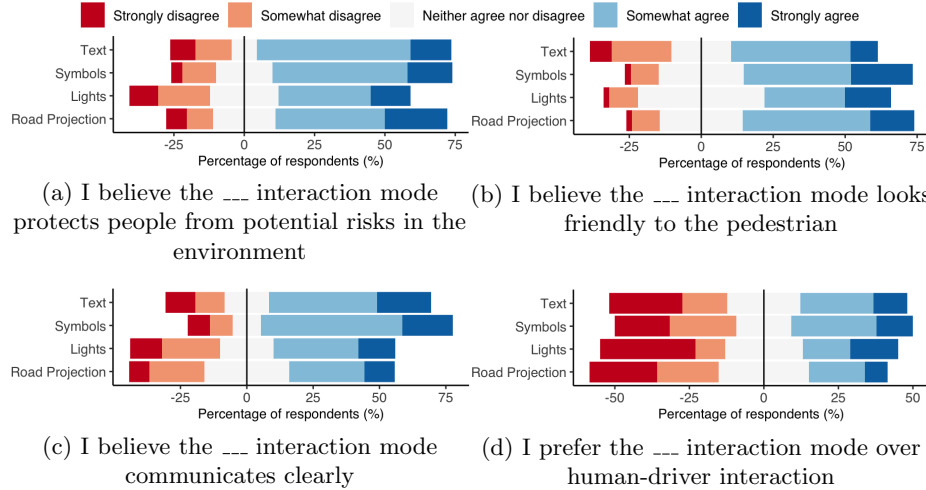 Strongly disagree Somewhat disagree Neither agree nor disagree Somewhat agree Strongly agree
Text
Symbols
Lights
Road Projection
-25 0 25 50 75
Percentage of respondents (%)
(a) I believe the ___ interaction mode
protects people from potential risks in the
environment
Text
Symbols
Lights
Road Projection
-25 0 25 50 75
Percentage of respondents (%)
(b) I believe the ___ interaction mode looks
friendly to the pedestrian
Text
Symbols
Lights
Road Projection
-25 0 25 50 75
Percentage of respondents (%)
(c) I believe the ___ interaction mode
communicates clearly
Text
Symbols
Lights
Road Projection
-50 -25 0 25 50
Percentage of respondents (%)
(d) I prefer the ___ interaction mode over
human-driver interaction